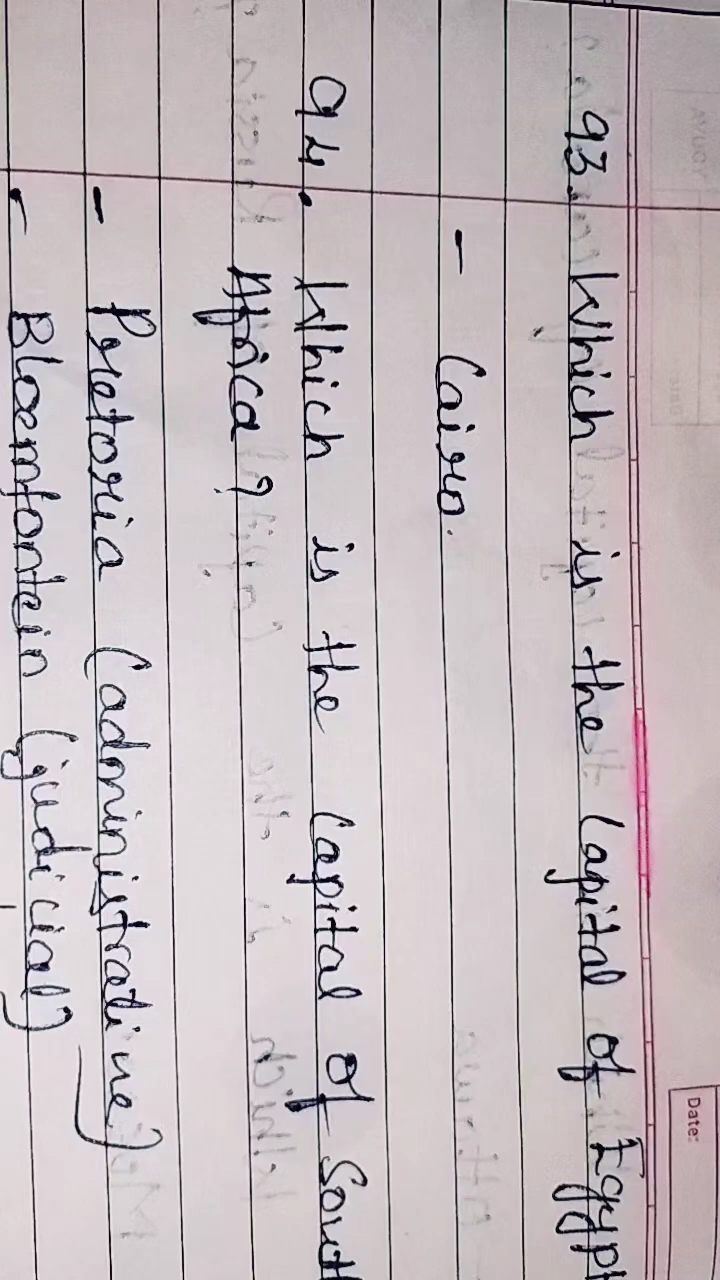 Date:
93. Which is the Capital of Egypt
- Cairo.
94. Which is the Capital of South
Africa?
- Pretoria (administrative)
- Bloemfontein (judicial)